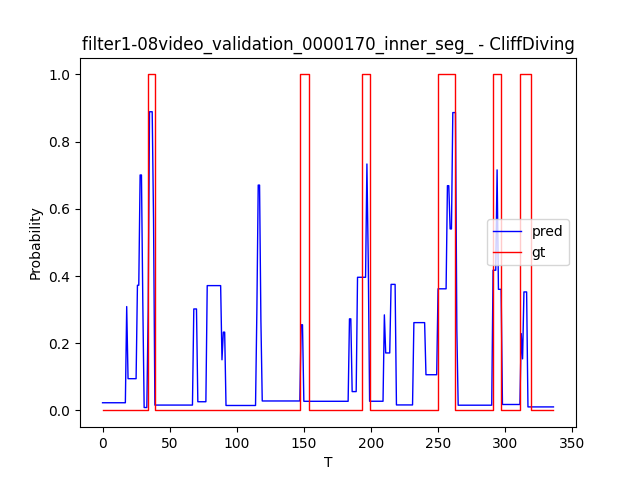 filter1-08video_validation_0000170_inner_seg_ - CliffDiving
1.0
0.8
0.6
0.4
0.2
0.0
Probability
pred
gt
0 50 100 150 200 250 300 350
T